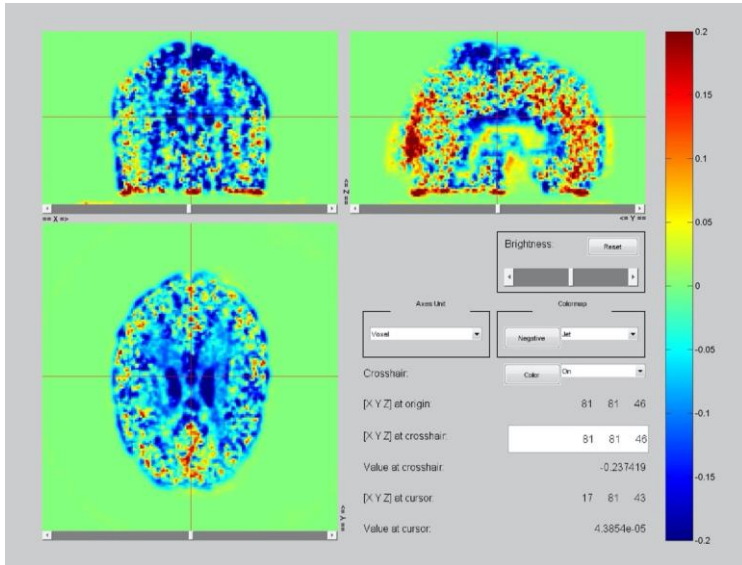 0.2
0.15
0.1
0.05
0
-0.05
-0.1
-0.15
-0.2
== X =>
== Z =>
<= Y ==
== Y =>
Brightness:
Reset
Axes Unit
Voxel
Colormap
Negative
Jet
Crosshair:
Color
On
[X Y Z] at origin:
81 81 46
[X Y Z] at crosshair:
81 81 46
Value at crosshair:
-0.237419
[X Y Z] at cursor:
17 81 43
Value at cursor:
4.3854e-05